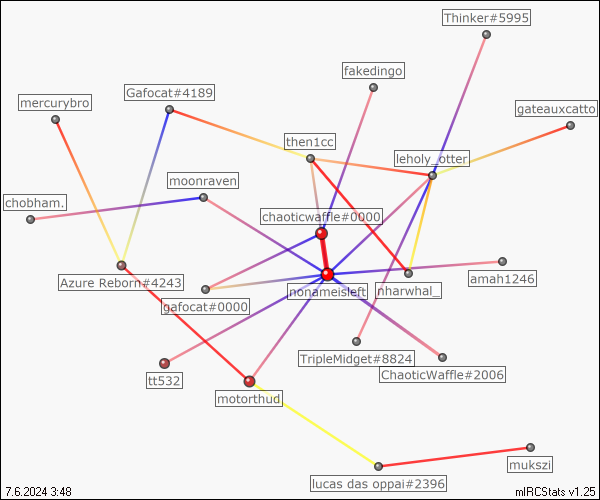 Thinker#5995
fakedingo
Gafocat#4189
mercurybro
gateauxcatto
then1cc
leholy_otter
moonraven
chobham.
chaoticwaffle#0000
Azure Reborn#4243
amah1246
nonameisleft
nharwhal_
gafocat#0000
TripleMidget#8824
ChaoticWaffle#2006
tt532
motorthud
mukszi
lucas das oppai#2396
7.6.2024 3:48
mIRCStats v1.25